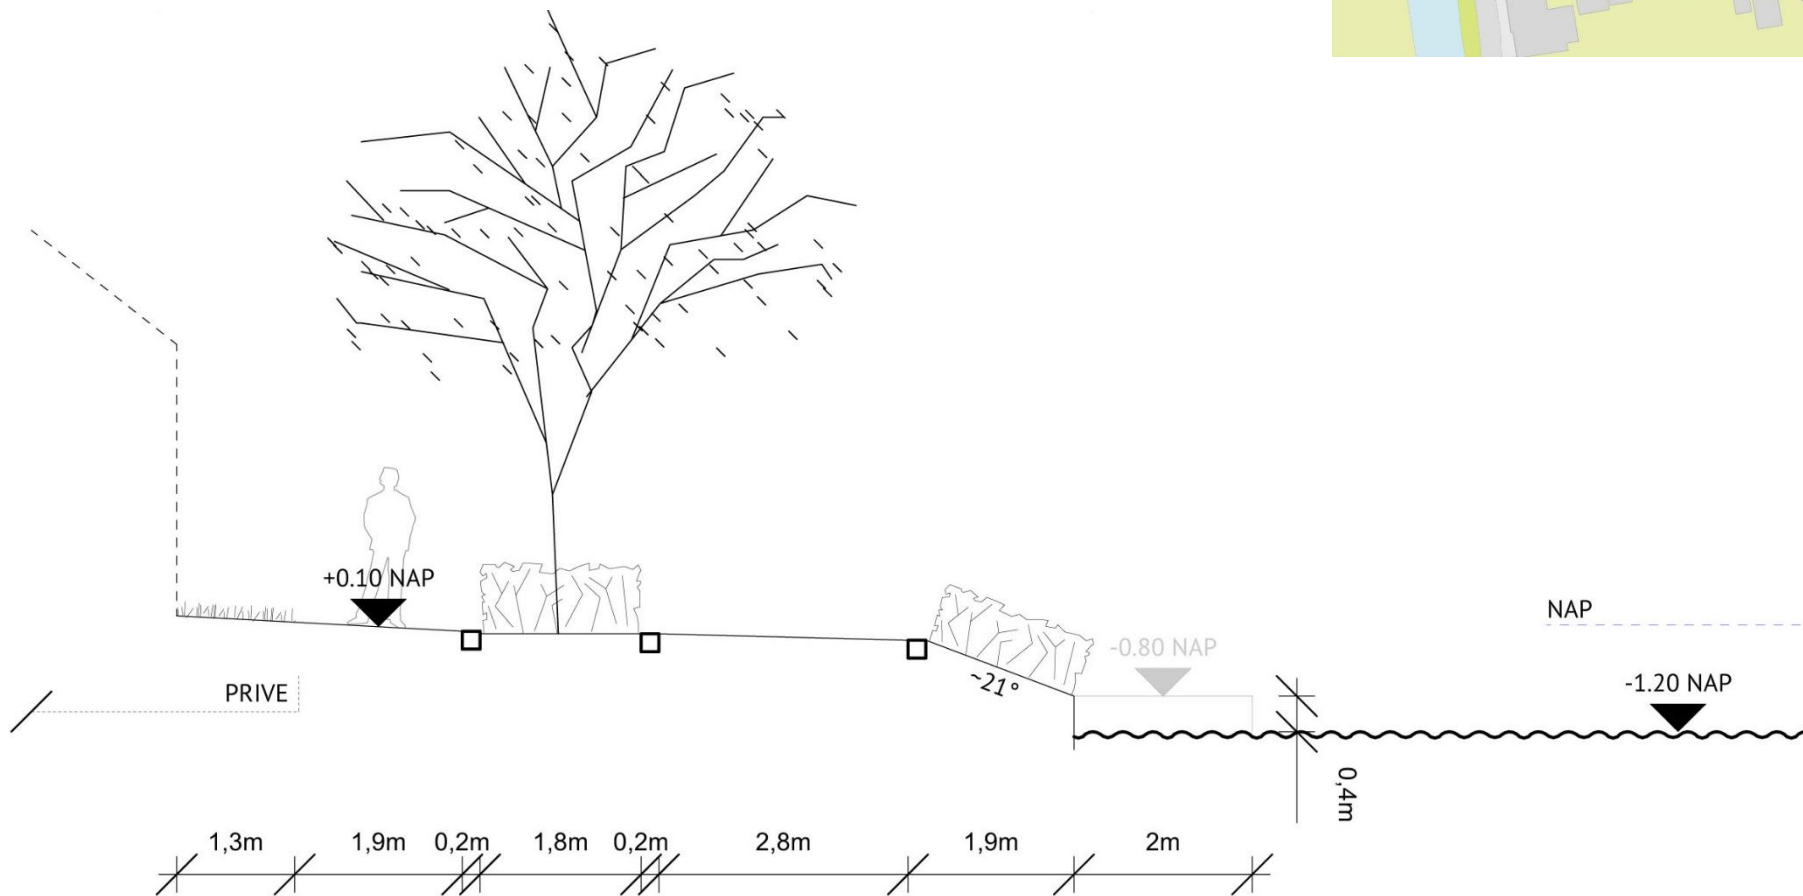 +0.10 NAP
NAP
-0.80 NAP
~21°
PRIVE
-1.20 NAP
0,4m
1,3m
1,9m
0,2m
1,8m
0,2m
2,8m
1,9m
2m